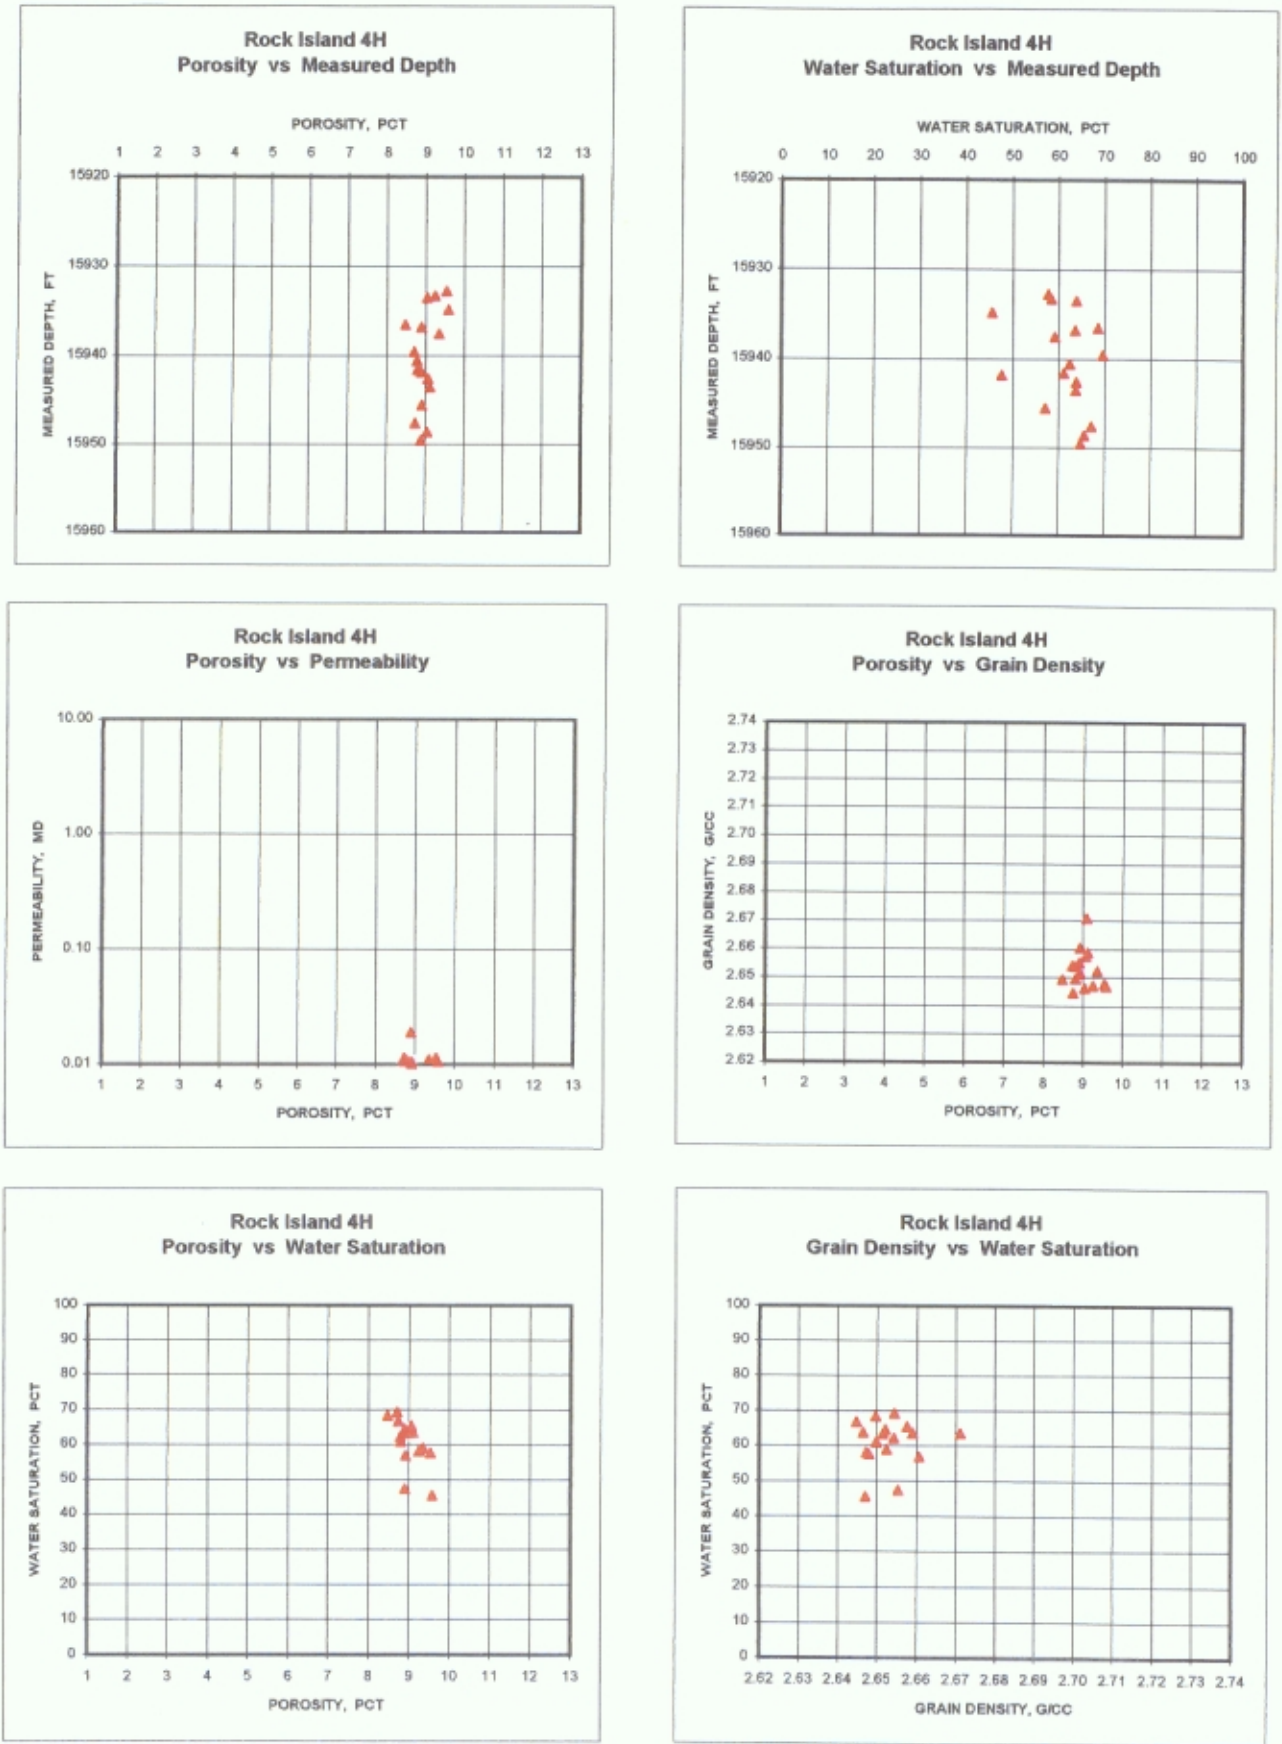 Rock Island 4H
Porosity vs Measured Depth
POROSITY, PCT
1 2 3 4 5 6 7 8 9 10 11 12 13
15920
15930
15940
15950
15960
MEASURED DEPTH, FT
Rock Island 4H
Water Saturation vs Measured Depth
WATER SATURATION, PCT
0 10 20 30 40 50 60 70 80 90 100
15920
15930
15940
15950
15960
MEASURED DEPTH, FT
Rock Island 4H
Porosity vs Permeability
10.00
1.00
0.10
0.01
PERMEABILITY, MD
1 2 3 4 5 6 7 8 9 10 11 12 13
POROSITY, PCT
Rock Island 4H
Porosity vs Grain Density
2.74
2.73
2.72
2.71
2.70
2.69
2.68
2.67
2.66
2.65
2.64
2.63
2.62
GRAIN DENSITY, G/CC
1 2 3 4 5 6 7 8 9 10 11 12 13
POROSITY, PCT
Rock Island 4H
Porosity vs Water Saturation
100
90
80
70
60
50
40
30
20
10
0
WATER SATURATION, PCT
1 2 3 4 5 6 7 8 9 10 11 12 13
POROSITY, PCT
Rock Island 4H
Grain Density vs Water Saturation
100
90
80
70
60
50
40
30
20
10
0
WATER SATURATION, PCT
2.62 2.63 2.64 2.65 2.66 2.67 2.68 2.69 2.70 2.71 2.72 2.73 2.74
GRAIN DENSITY, G/CC